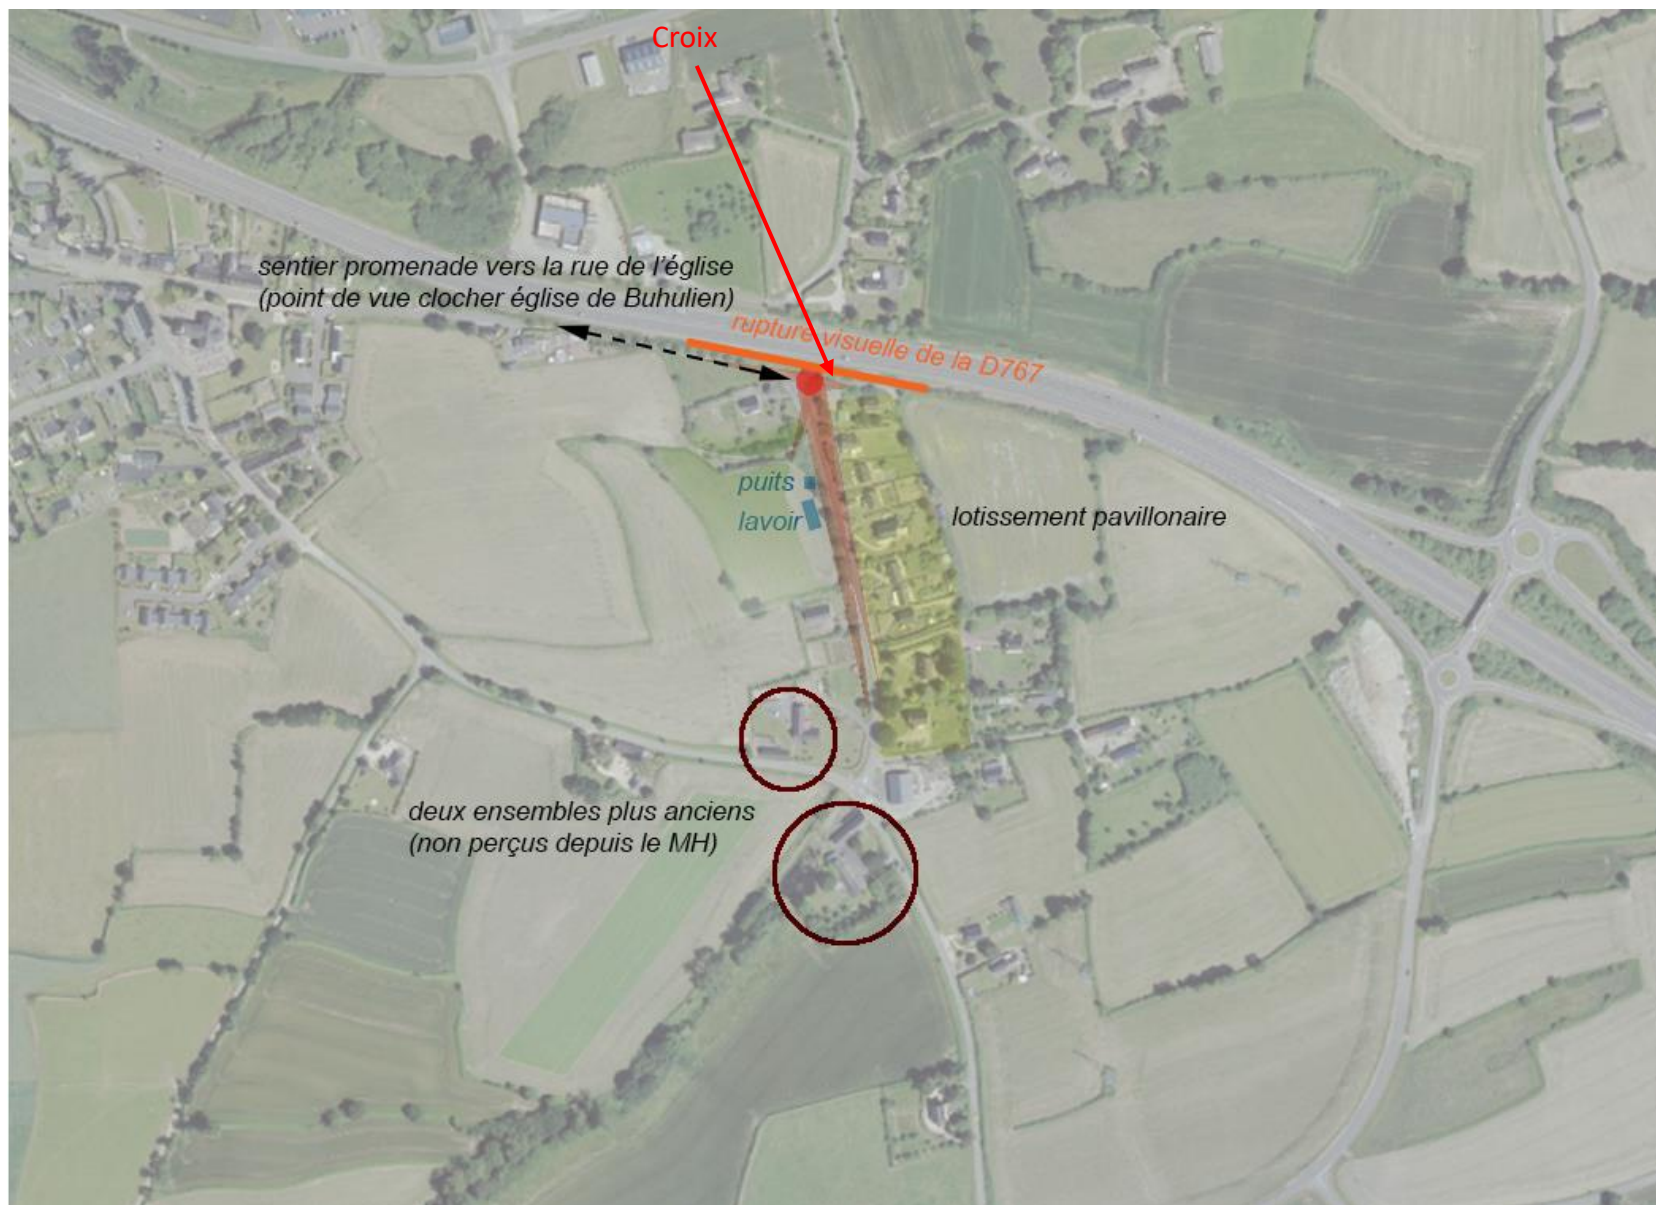 Croix
sentier promenade vers la rue de l'église
(point de vue clocher église de Buhulien)
rupture visuelle de la D767
puits
lavoir
lotissement pavillonaire
deux ensembles plus anciens
(non perçus depuis le MH)